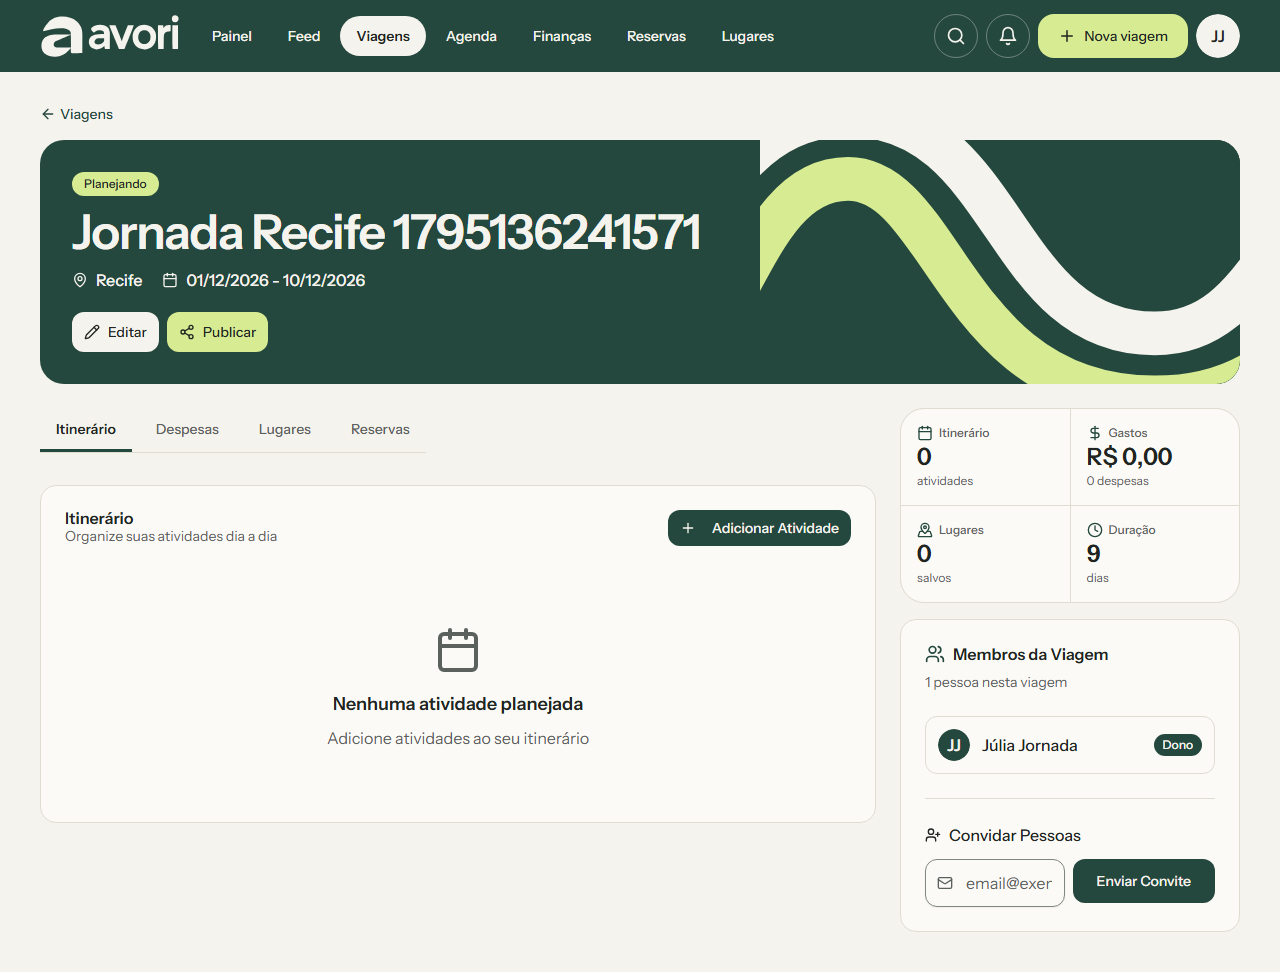 avori
Painel
Feed
Viagens
Agenda
Finanças
Reservas
Lugares
Nova viagem
JJ
Viagens
Planejando
Jornada Recife 1795136241571
Recife
01/12/2026 - 10/12/2026
Editar
Publicar
Itinerário
Despesas
Lugares
Reservas
Itinerário
Organize suas atividades dia a dia
Adicionar Atividade
Nenhuma atividade planejada
Adicione atividades ao seu itinerário
Itinerário
0
atividades
Gastos
R$ 0,00
0 despesas
Lugares
0
salvos
Duração
9
dias
Membros da Viagem
1 pessoa nesta viagem
JJ
Júlia Jornada
Dono
Convidar Pessoas
email@exer
Enviar Convite